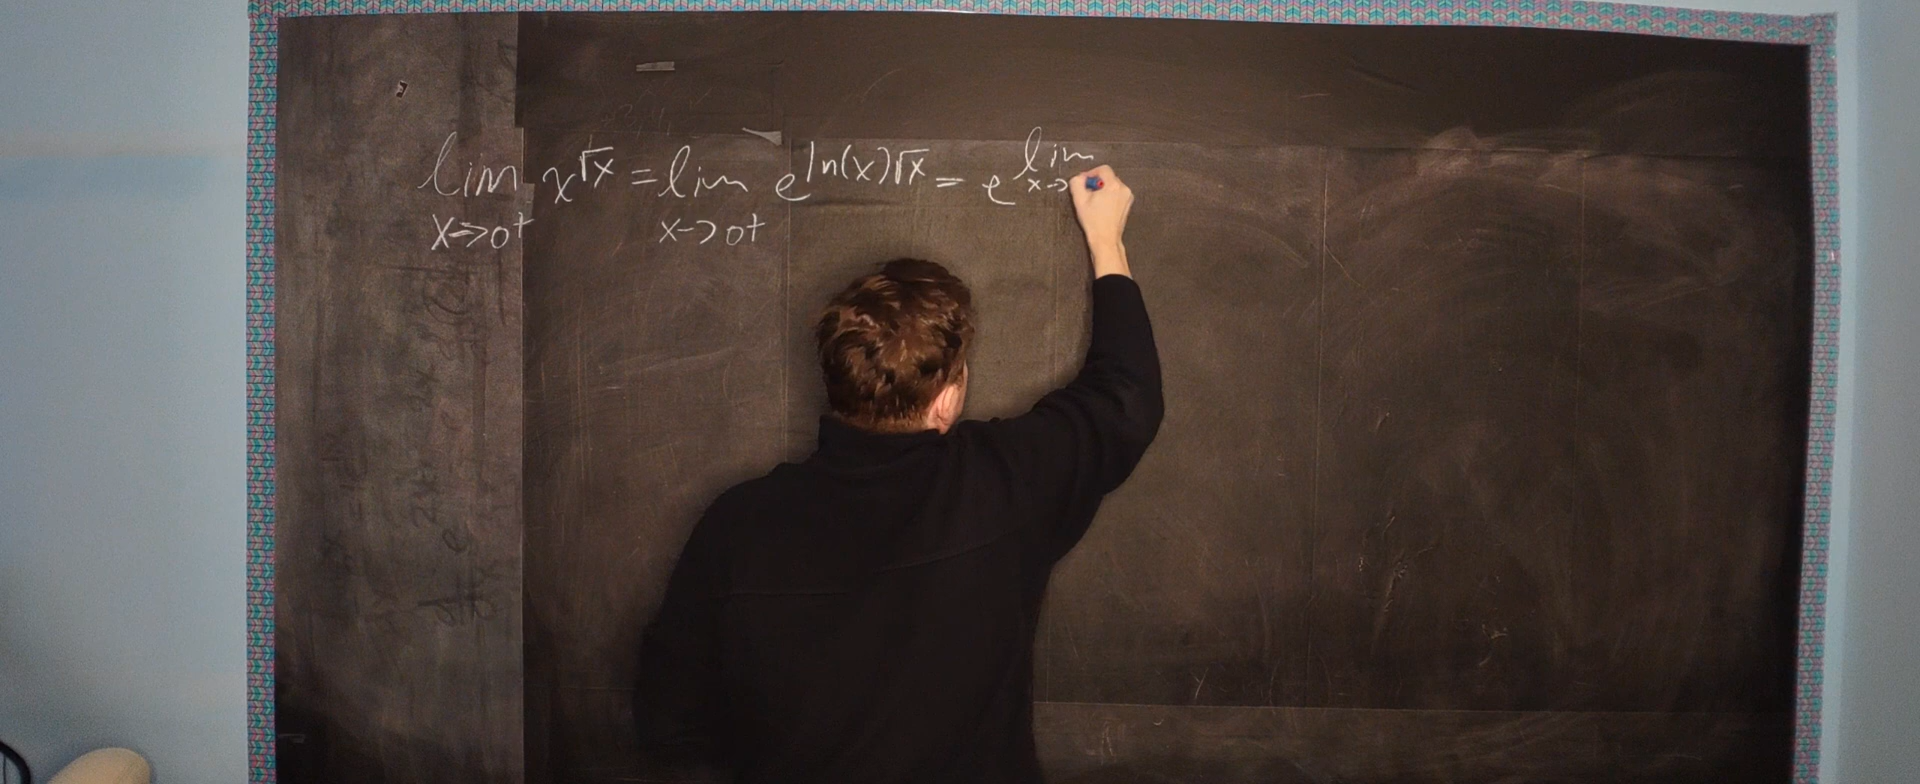 lim x^√x = lim e^ln(x)√x = e^lim
x→0+ x→0+ x→